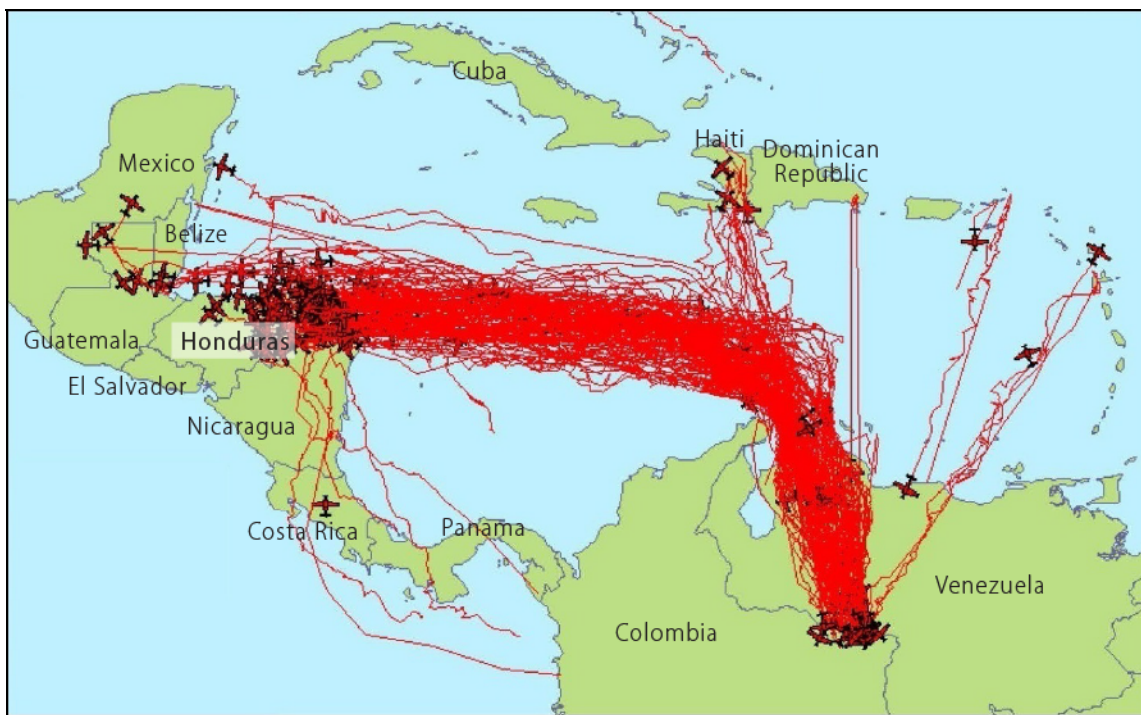 Cuba
Haiti
Dominican
Republic
Mexico
Belize
Guatemala
Honduras
El Salvador
Nicaragua
Costa Rica
Panama
Venezuela
Colombia